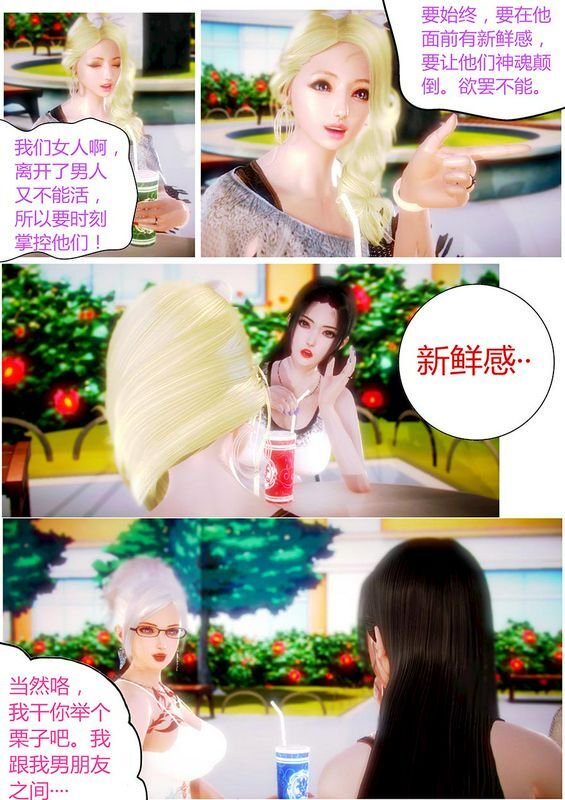 我们女人啊，
离开了男人
又不能活，
所以要时刻
掌控他们！
要始终，要在他
面前有新鲜感，
要让他们神魂颠
倒。欲罢不能。
新鲜感··
当然咯，
我干你举个
栗子吧。我
跟我男朋友
之间····